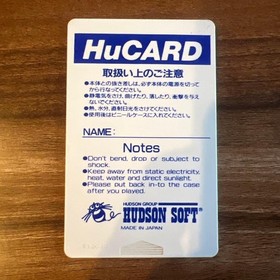 HuCARD
取扱い上のご注意
●本体との抜き差しは、必ず本体の電源を切っ
てから行なってください。
●静電気をさけ、曲げたり、濡したり、衝撃を与え
ないでください。
●熱、水分、直射日光をさけてください。
●使用後はビニールケースに入れてください。
NAME:
Notes
●Don't bend, drop or subject to
shock.
●Keep away from static electricity,
heat, water and direct sunlight.
●Please put back in-to the case
after you played.
HUDSON GROUP
HUDSON SOFT®
MADE IN JAPAN